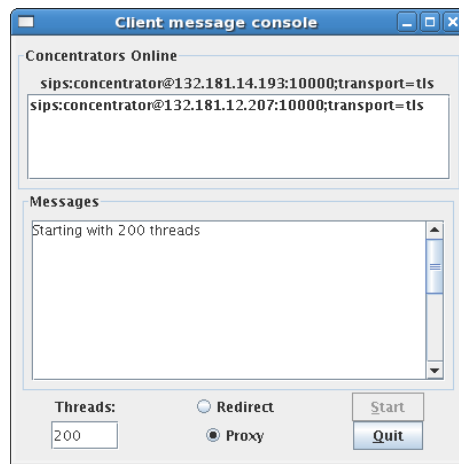 Client message console
Concentrators Online
sips:concentrator@132.181.14.193:10000;transport=tls
sips:concentrator@132.181.12.207:10000;transport=tls
Messages
Starting with 200 threads
Threads:
Redirect
Start
200
Proxy
Quit